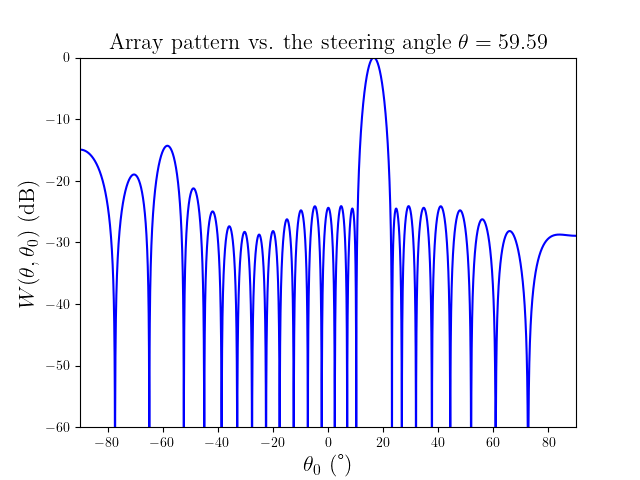 Array pattern vs. the steering angle θ = 59.59
0
−10
−20
−30
−40
−50
−60
W(θ, θ₀) (dB)
−80 −60 −40 −20 0 20 40 60 80
θ₀ (°)